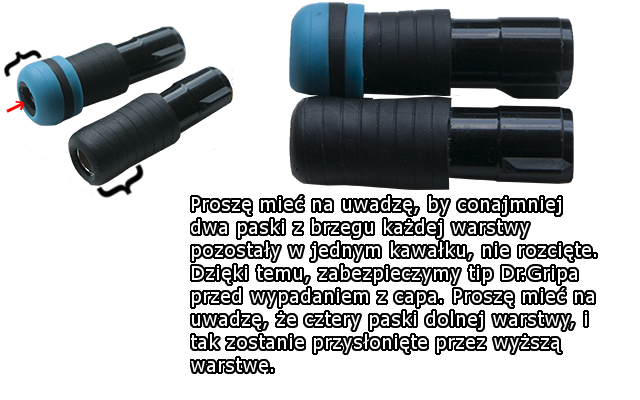 Proszę mieć na uwadzę, by conajmniej
dwa paski z brzegu każdej warstwy
pozostały w jednym kawałku, nie rozcięte.
Dzięki temu, zabezpieczymy tip Dr.Gripa
przed wypadaniem z capa. Proszę mieć na
uwadzę, że cztery paski dolnej warstwy, i
tak zostanie przysłonięte przez wyższą
warstwę.